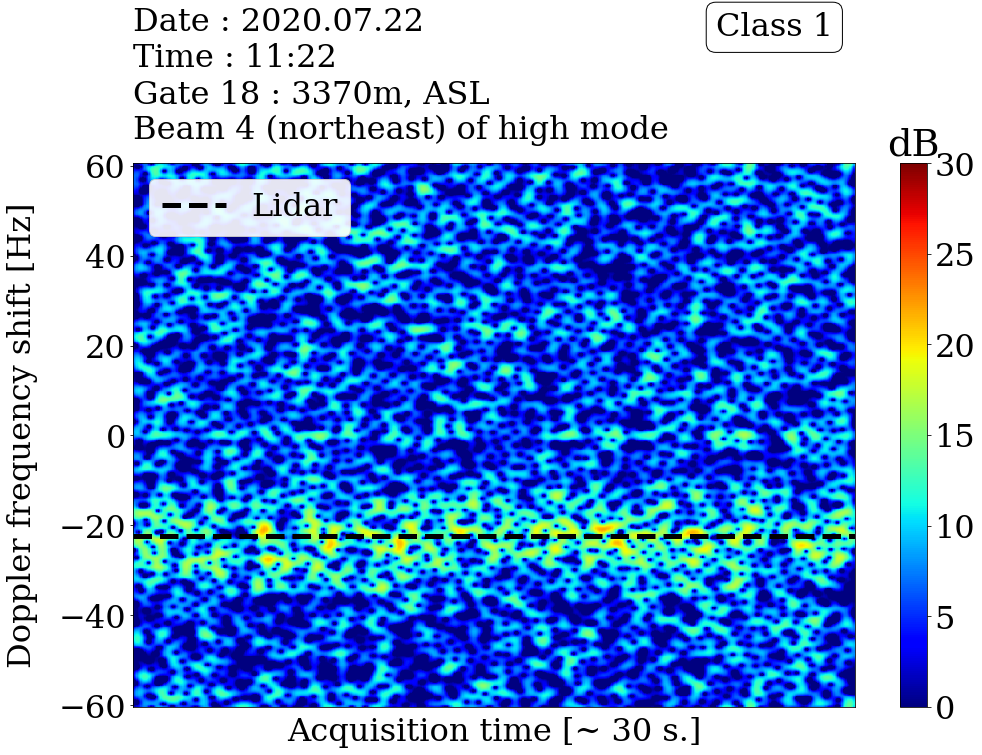 Date : 2020.07.22
Time : 11:22
Gate 18 : 3370m, ASL
Beam 4 (northeast) of high mode
Class 1
dB
Lidar
Doppler frequency shift [Hz]
60
40
20
0
−20
−40
−60
30
25
20
15
10
5
0
Acquisition time [~ 30 s.]